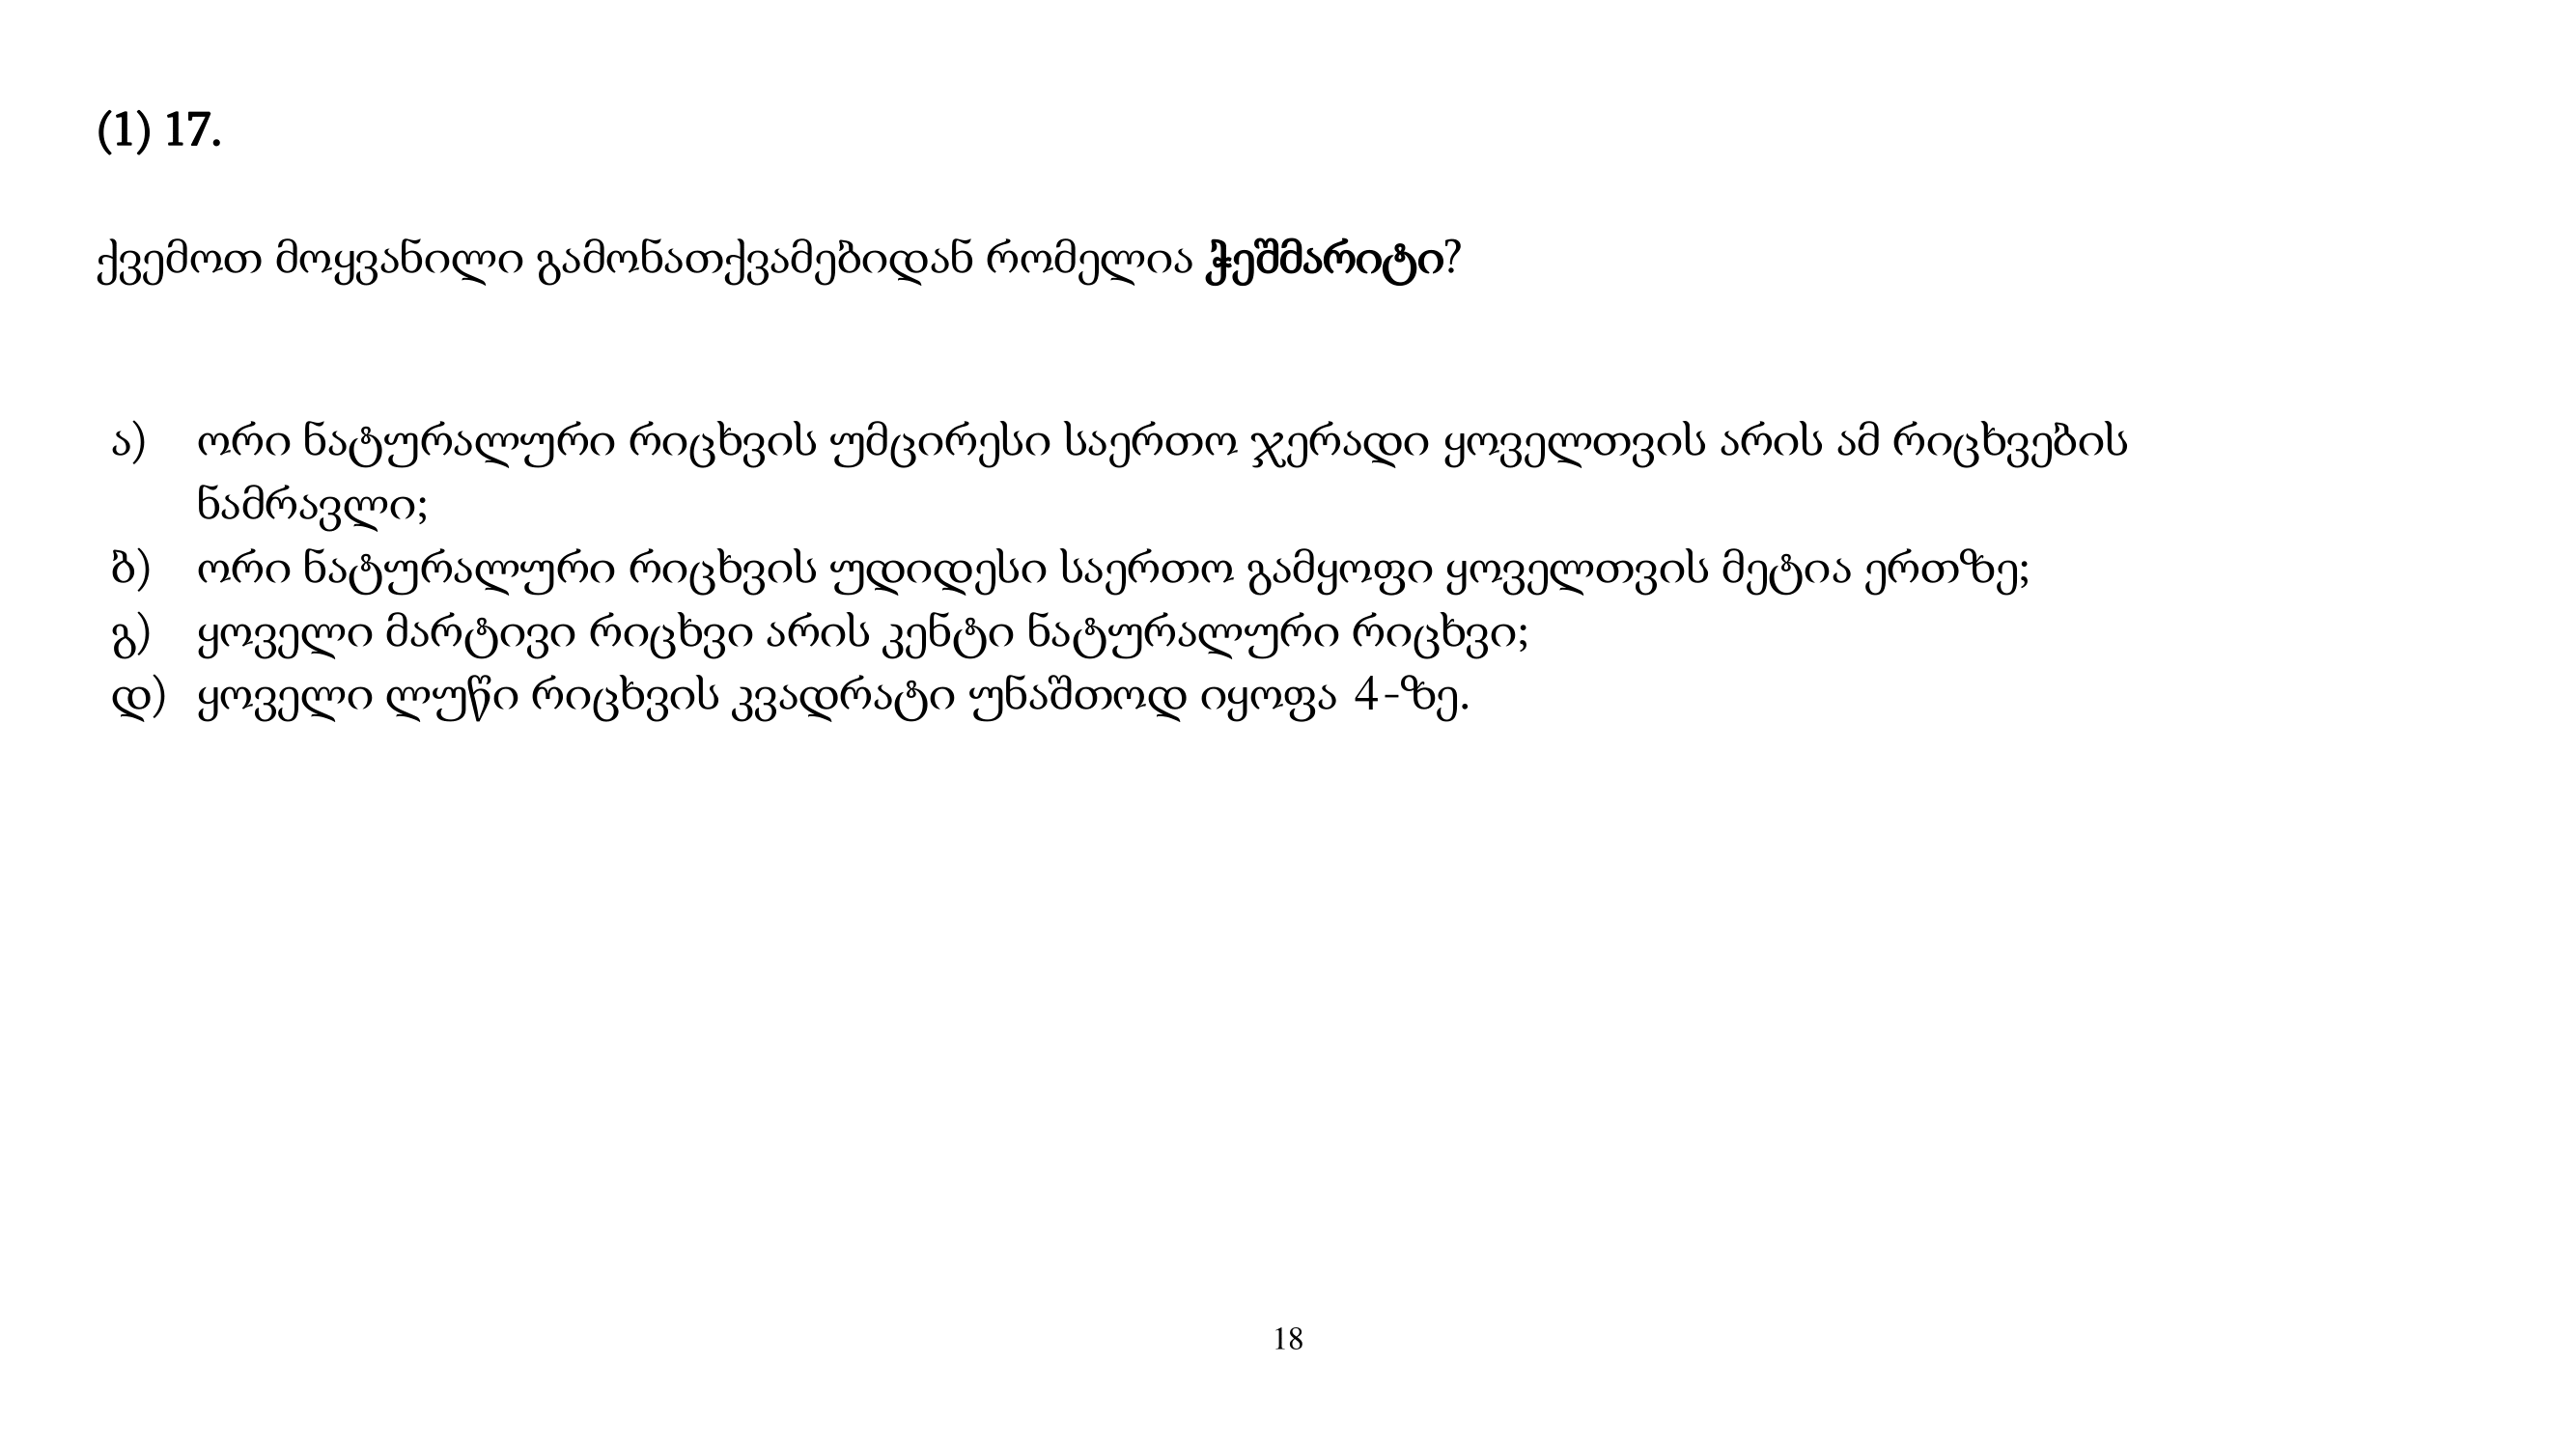 (1) 17.
ქვემოთ მოყვანილი გამონათქვამებიდან რომელია ჭეშმარიტი?
ა) ორი ნატურალური რიცხვის უმცირესი საერთო ჯერადი ყოველთვის არის ამ რიცხვების
ნამრავლი;
ბ) ორი ნატურალური რიცხვის უდიდესი საერთო გამყოფი ყოველთვის მეტია ერთზე;
გ) ყოველი მარტივი რიცხვი არის კენტი ნატურალური რიცხვი;
დ) ყოველი ლუწი რიცხვის კვადრატი უნაშთოდ იყოფა 4-ზე.
18